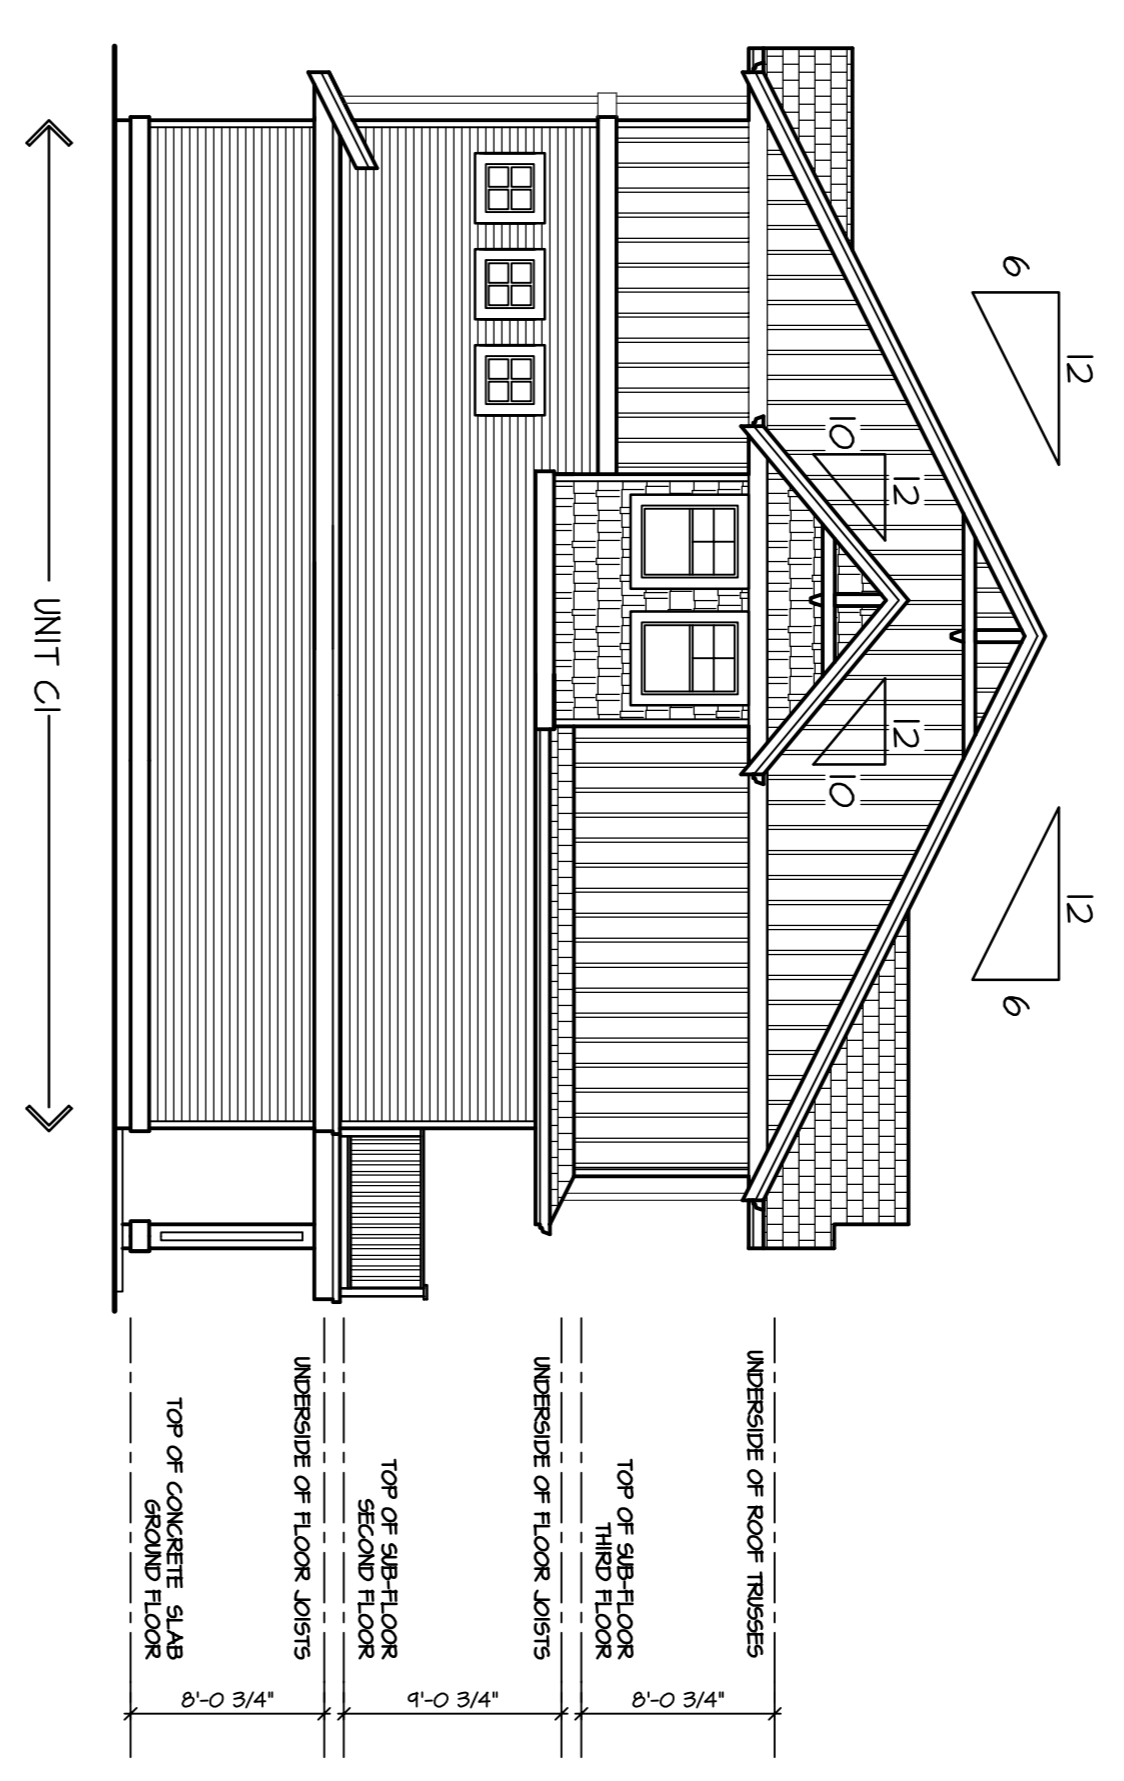 6
12
12
6
10
12
12
10
UNDERSIDE OF ROOF TRUSSES
8'-0 3/4"
TOP OF SUB-FLOOR
THIRD FLOOR
UNDERSIDE OF FLOOR JOISTS
9'-0 3/4"
TOP OF SUB-FLOOR
SECOND FLOOR
UNDERSIDE OF FLOOR JOISTS
8'-0 3/4"
TOP OF CONCRETE SLAB
GROUND FLOOR
UNIT C1